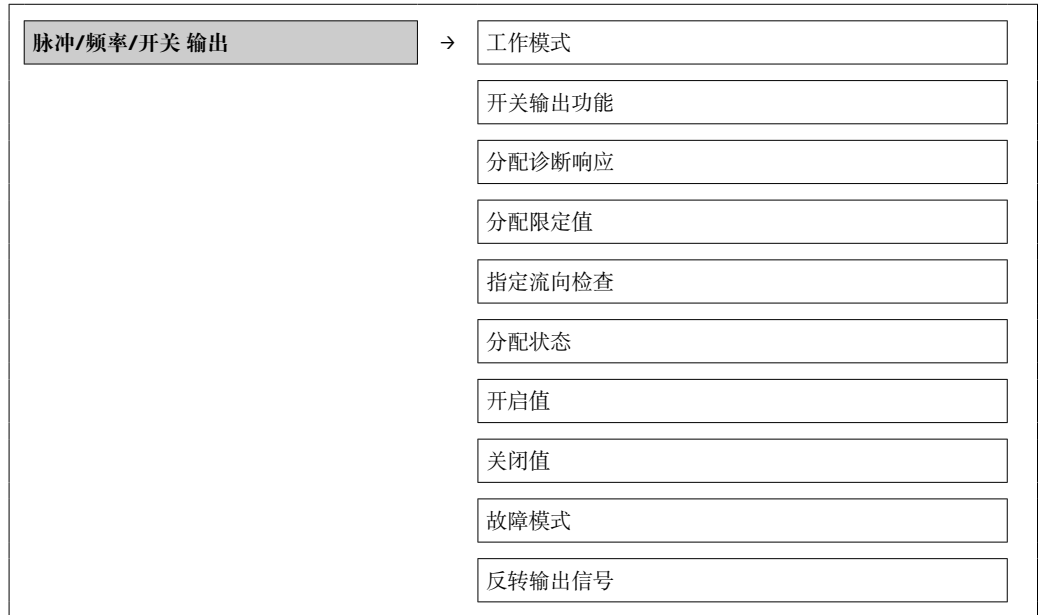 脉冲/频率/开关 输出 → 工作模式
开关输出功能
分配诊断响应
分配限定值
指定流向检查
分配状态
开启值
关闭值
故障模式
反转输出信号